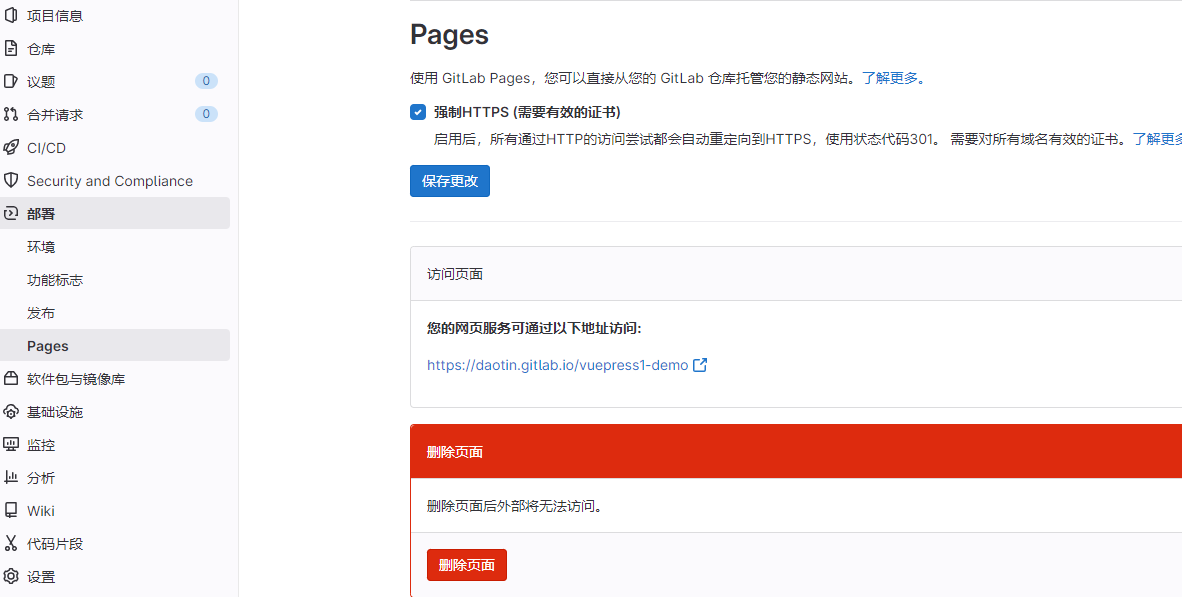 项目信息
仓库
议题 0
合并请求 0
CI/CD
Security and Compliance
部署
环境
功能标志
发布
Pages
软件包与镜像库
基础设施
监控
分析
Wiki
代码片段
设置
Pages
使用 GitLab Pages，您可以直接从您的 GitLab 仓库托管您的静态网站。了解更多。
强制HTTPS (需要有效的证书)
启用后，所有通过HTTP的访问尝试都会自动重定向到HTTPS，使用状态代码301。 需要对所有域名有效的证书。了解更多
保存更改
访问页面
您的网页服务可通过以下地址访问:
https://daotin.gitlab.io/vuepress1-demo
删除页面
删除页面后外部将无法访问。
删除页面